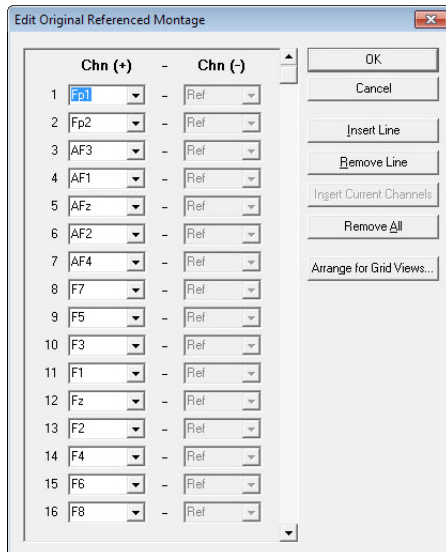 Edit Original Referenced Montage
Chn (+) - Chn (-)
1 Fp1 - Ref
2 Fp2 - Ref
3 AF3 - Ref
4 AF1 - Ref
5 AFz - Ref
6 AF2 - Ref
7 AF4 - Ref
8 F7 - Ref
9 F5 - Ref
10 F3 - Ref
11 F1 - Ref
12 Fz - Ref
13 F2 - Ref
14 F4 - Ref
15 F6 - Ref
16 F8 - Ref
OK
Cancel
Insert Line
Remove Line
Insert Current Channels
Remove All
Arrange for Grid Views...